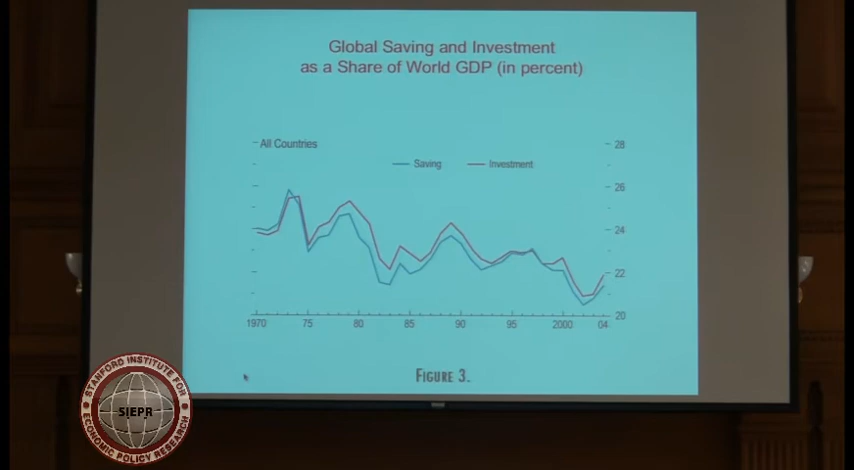 Global Saving and Investment
as a Share of World GDP (in percent)
All Countries
Saving
Investment
28
26
24
22
20
1970 75 80 85 90 95 2000 04
FIGURE 3.
STANFORD INSTITUTE FOR
SIEPR
ECONOMIC POLICY RESEARCH